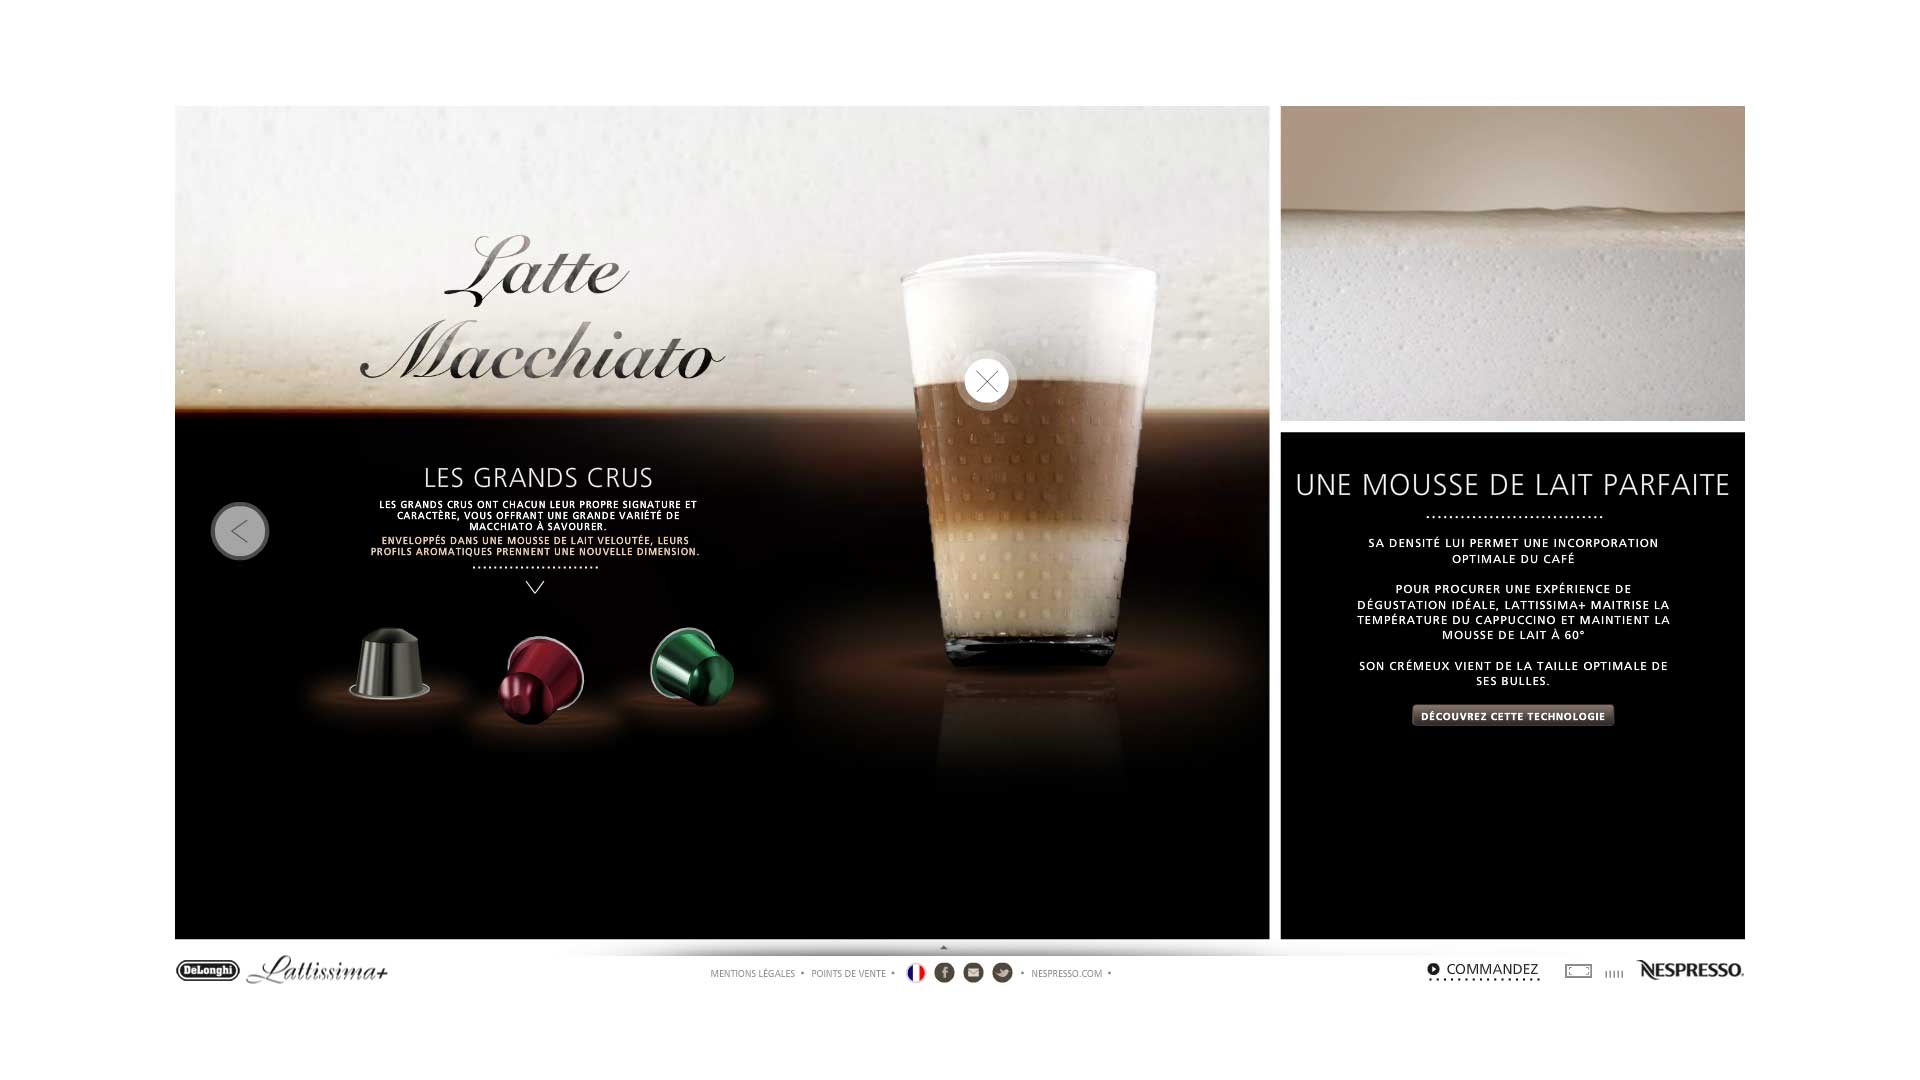 Latte
Macchiato
LES GRANDS CRUS
LES GRANDS CRUS ONT CHACUN LEUR PROPRE SIGNATURE ET
CARACTÈRE, VOUS OFFRANT UNE GRANDE VARIÉTÉ DE
MACCHIATO À SAVOURER.
ENVELOPPÉS DANS UNE MOUSSE DE LAIT VELOUTÉE, LEURS
PROFILS AROMATIQUES PRENNENT UNE NOUVELLE DIMENSION.
UNE MOUSSE DE LAIT PARFAITE
SA DENSITÉ LUI PERMET UNE INCORPORATION
OPTIMALE DU CAFÉ
POUR PROCURER UNE EXPÉRIENCE DE
DÉGUSTATION IDÉALE, LATTISSIMA+ MAITRISE LA
TEMPÉRATURE DU CAPPUCCINO ET MAINTIENT LA
MOUSSE DE LAIT À 60°
SON CRÉMEUX VIENT DE LA TAILLE OPTIMALE DE
SES BULLES.
DÉCOUVREZ CETTE TECHNOLOGIE
DeLonghi Lattissima+
MENTIONS LÉGALES • POINTS DE VENTE • • NESPRESSO.COM •
COMMANDEZ
NESPRESSO.